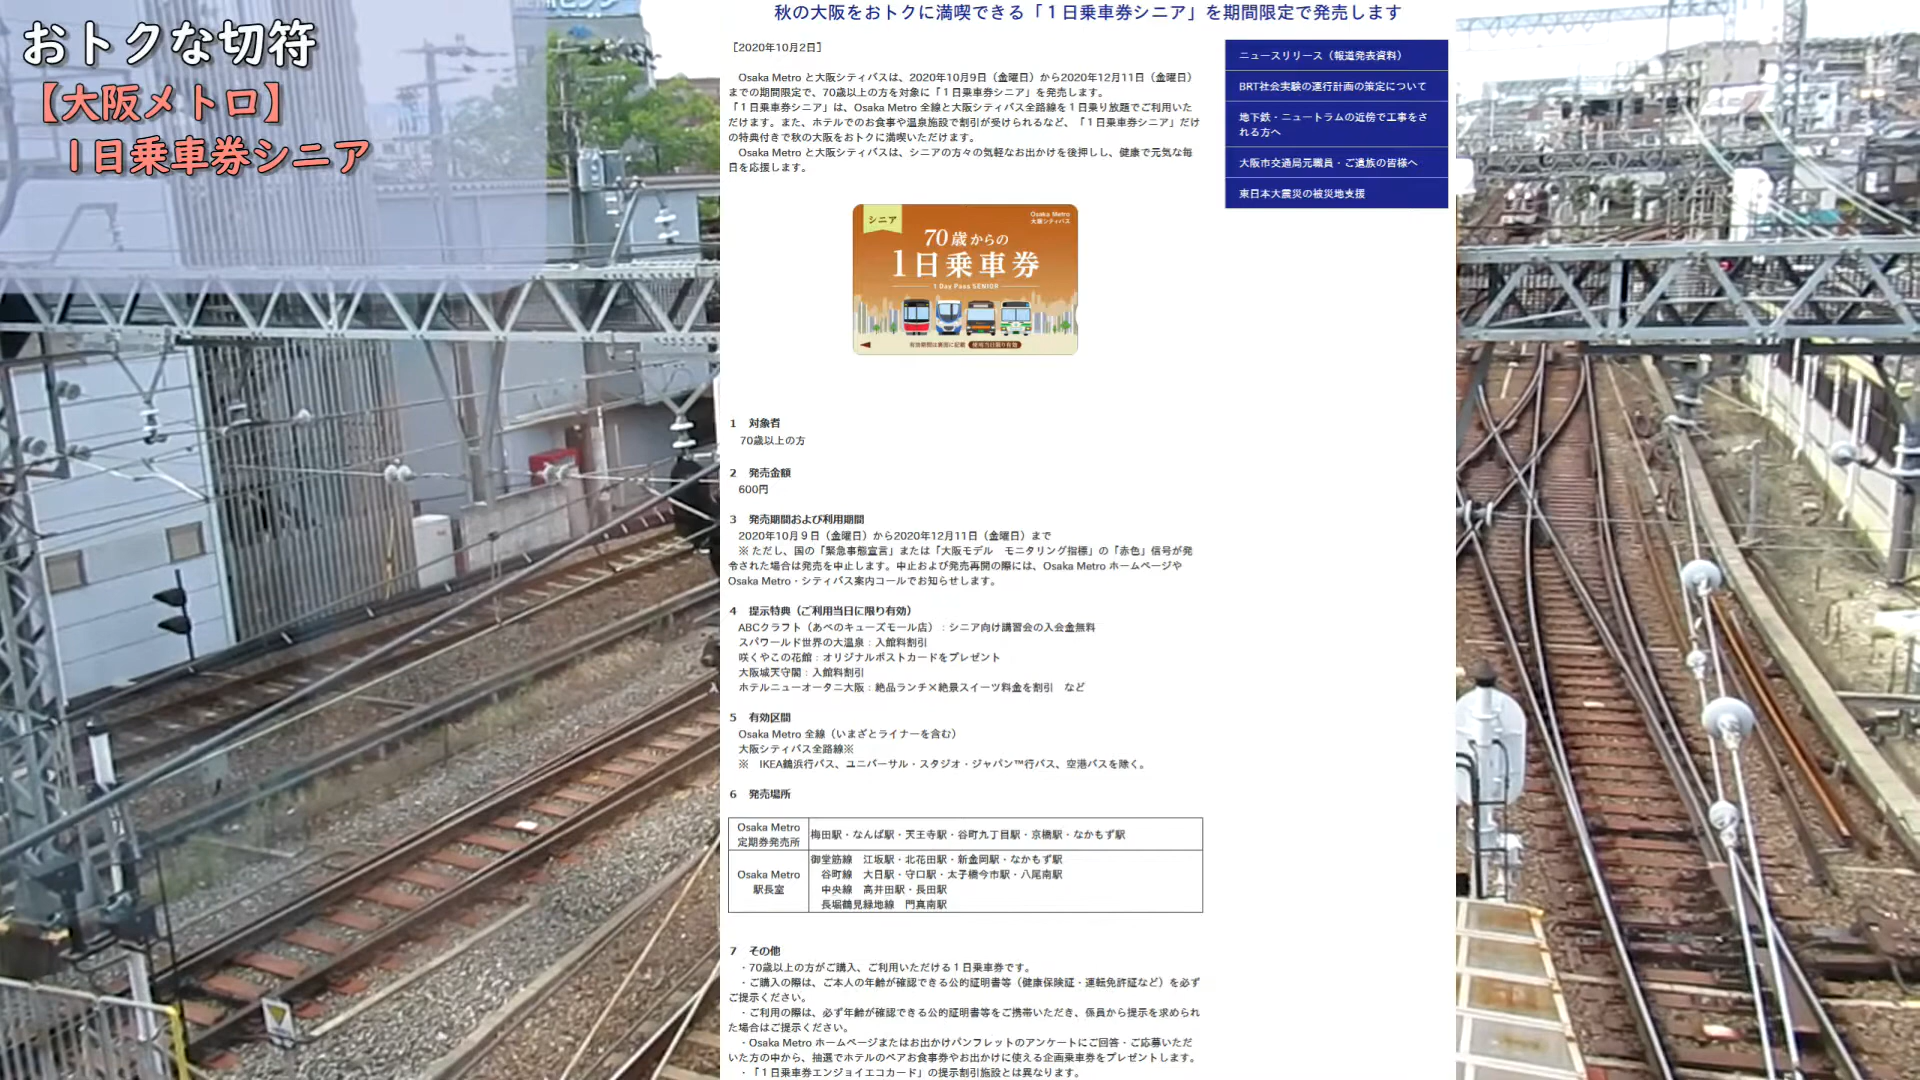 おトクな切符
【大阪メトロ】
1日乗車券シニア
秋の大阪をおトクに満喫できる「１日乗車券シニア」を期間限定で発売します
［2020年10月2日］
Osaka Metro と大阪シティバスは、2020年10月9日（金曜日）から2020年12月11日（金曜日）
までの期間限定で、70歳以上の方を対象に「１日乗車券シニア」を発売します。
「１日乗車券シニア」は、Osaka Metro 全線と大阪シティバス全路線を１日乗り放題でご利用いた
だけます。また、ホテルでのお食事や温泉施設で割引が受けられるなど、「１日乗車券シニア」だけ
の特典付きで秋の大阪をおトクに満喫いただけます。
Osaka Metro と大阪シティバスは、シニアの方々の気軽なお出かけを後押しし、健康で元気な毎
日を応援します。
シニア
Osaka Metro
大阪シティバス
70歳からの
1日乗車券
1 Day Pass SENIOR
有効期間は裏面に記載 使用当日限り有効
1　対象者
70歳以上の方
2　発売金額
600円
3　発売期間および利用期間
2020年10月９日（金曜日）から2020年12月11日（金曜日）まで
※ ただし、国の「緊急事態宣言」または「大阪モデル　モニタリング指標」の「赤色」信号が発
令された場合は発売を中止します。中止および発売再開の際には、Osaka Metro ホームページや
Osaka Metro・シティバス案内コールでお知らせします。
4　提示特典（ご利用当日に限り有効）
ABCクラフト（あべのキューズモール店）：シニア向け講習会の入会金無料
スパワールド世界の大温泉：入館料割引
咲くやこの花館：オリジナルポストカードをプレゼント
大阪城天守閣：入館料割引
ホテルニューオータニ大阪：絶品ランチ×絶景スイーツ料金を割引　など
5　有効区間
Osaka Metro 全線（いまざとライナーを含む）
大阪シティバス全路線※
※　IKEA鶴浜行バス、ユニバーサル・スタジオ・ジャパン™行バス、空港バスを除く。
6　発売場所
Osaka Metro
定期券発売所
梅田駅・なんば駅・天王寺駅・谷町九丁目駅・京橋駅・なかもず駅
Osaka Metro
駅長室
御堂筋線　江坂駅・北花田駅・新金岡駅・なかもず駅
谷町線　大日駅・守口駅・太子橋今市駅・八尾南駅
中央線　高井田駅・長田駅
長堀鶴見緑地線　門真南駅
7　その他
・70歳以上の方がご購入、ご利用いただける１日乗車券です。
・ご購入の際は、ご本人の年齢が確認できる公的証明書等（健康保険証・運転免許証など）を必ず
ご提示ください。
・ご利用の際は、必ず年齢が確認できる公的証明書等をご携帯いただき、係員から提示を求められ
た場合はご提示ください。
・Osaka Metro ホームページまたはお出かけパンフレットのアンケートにご回答・ご応募いただ
いた方の中から、抽選でホテルのペアお食事券やお出かけに使える企画乗車券をプレゼントします。
・「１日乗車券エンジョイエコカード」の提示割引施設とは異なります。
ニュースリリース（報道発表資料）
BRT社会実験の運行計画の策定について
地下鉄・ニュートラムの近傍で工事をさ
れる方へ
大阪市交通局元職員・ご遺族の皆様へ
東日本大震災の被災地支援